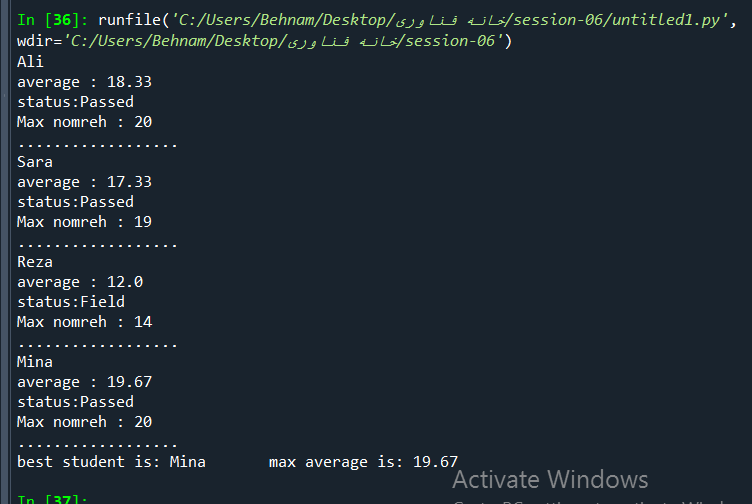 In [36]: runfile('C:/Users/Behnam/Desktop/خانه فناوری/session-06/untitled1.py',
wdir='C:/Users/Behnam/Desktop/خانه فناوری/session-06')
Ali
average : 18.33
status:Passed
Max nomreh : 20
..................
Sara
average : 17.33
status:Passed
Max nomreh : 19
..................
Reza
average : 12.0
status:Field
Max nomreh : 14
..................
Mina
average : 19.67
status:Passed
Max nomreh : 20
..................
best student is: Mina       max average is: 19.67
Activate Windows
In [37]: